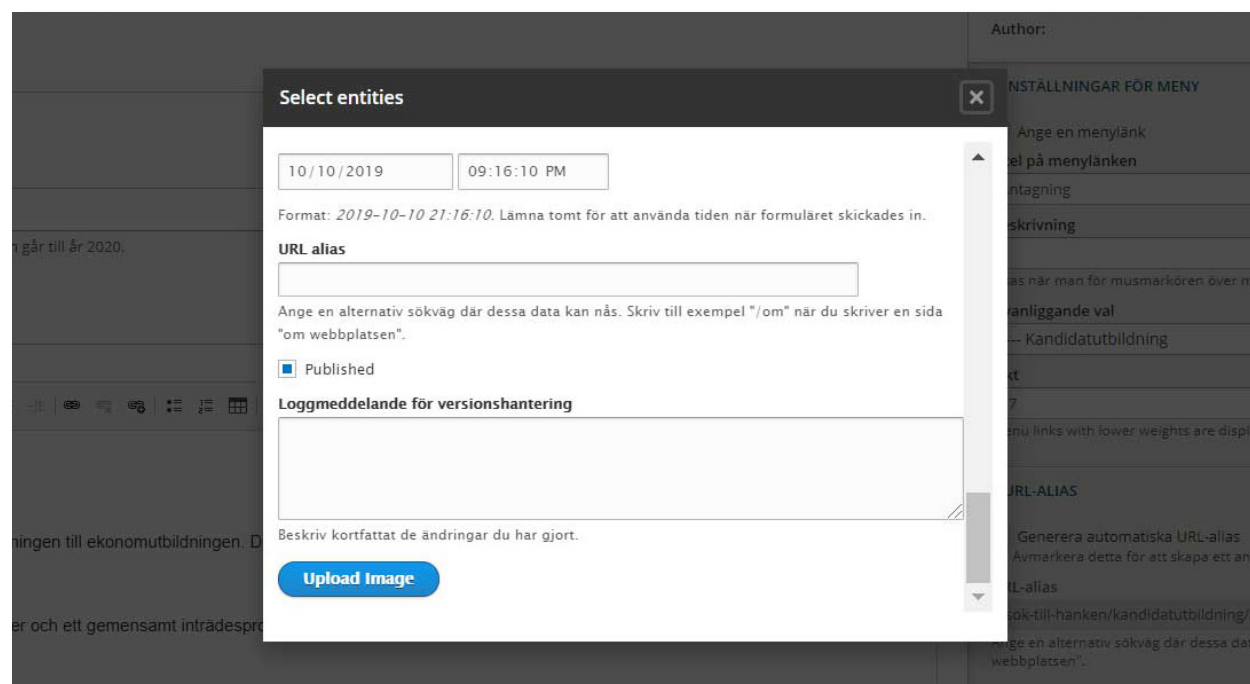 Author:
Select entities
NSTÄLLNINGAR FÖR MENY
Ange en menylänk
el på menylänken
ntagning
10/10/2019 09:16:10 PM
Format: 2019-10-10 21:16:10. Lämna tomt för att använda tiden när formuläret skickades in.
skrivning
n går till år 2020.
URL alias
as när man för musmarkören över m
Ange en alternativ sökväg där dessa data kan nås. Skriv till exempel "/om" när du skriver en sida
"om webbplatsen".
anliggande val
--- Kandidatutbildning
Published
kt
7
Loggmeddelande för versionshantering
enu links with lower weights are displ
URL-ALIAS
ningen till ekonomutbildningen. D
Beskriv kortfattat de ändringar du har gjort.
Generera automatiska URL-alias
Avmarkera detta för att skapa ett an
Upload Image
RL-alias
sok-till-hanken/kandidatutbildning/
er och ett gemensamt inträdespro
Ange en alternativ sökväg där dessa dat
webbplatsen".